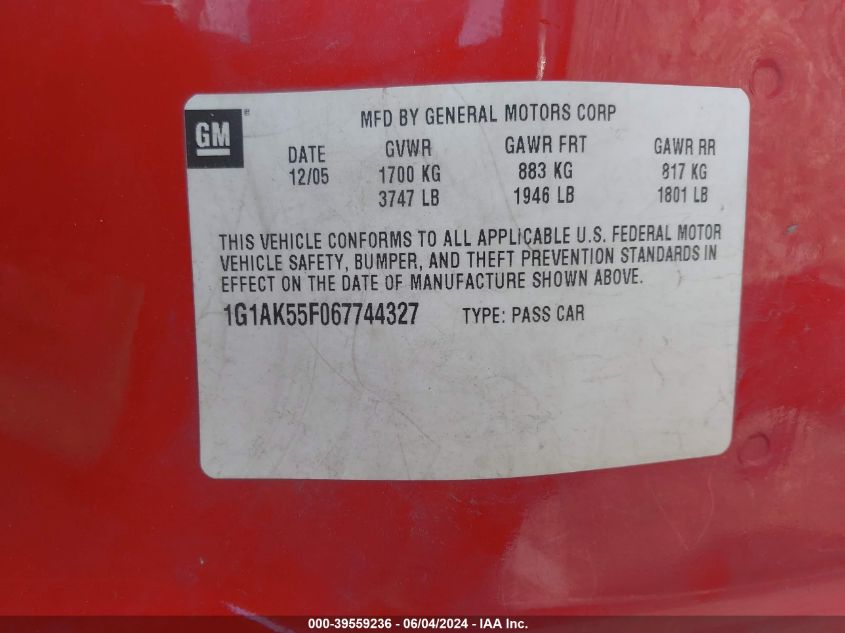 GM
MFD BY GENERAL MOTORS CORP
DATE GVWR GAWR FRT GAWR RR
12/05 1700 KG 883 KG 817 KG
3747 LB 1946 LB 1801 LB
THIS VEHICLE CONFORMS TO ALL APPLICABLE U.S. FEDERAL MOTOR
VEHICLE SAFETY, BUMPER, AND THEFT PREVENTION STANDARDS IN
EFFECT ON THE DATE OF MANUFACTURE SHOWN ABOVE.
1G1AK55F067744327 TYPE: PASS CAR
000-39559236 - 06/04/2024 - IAA Inc.